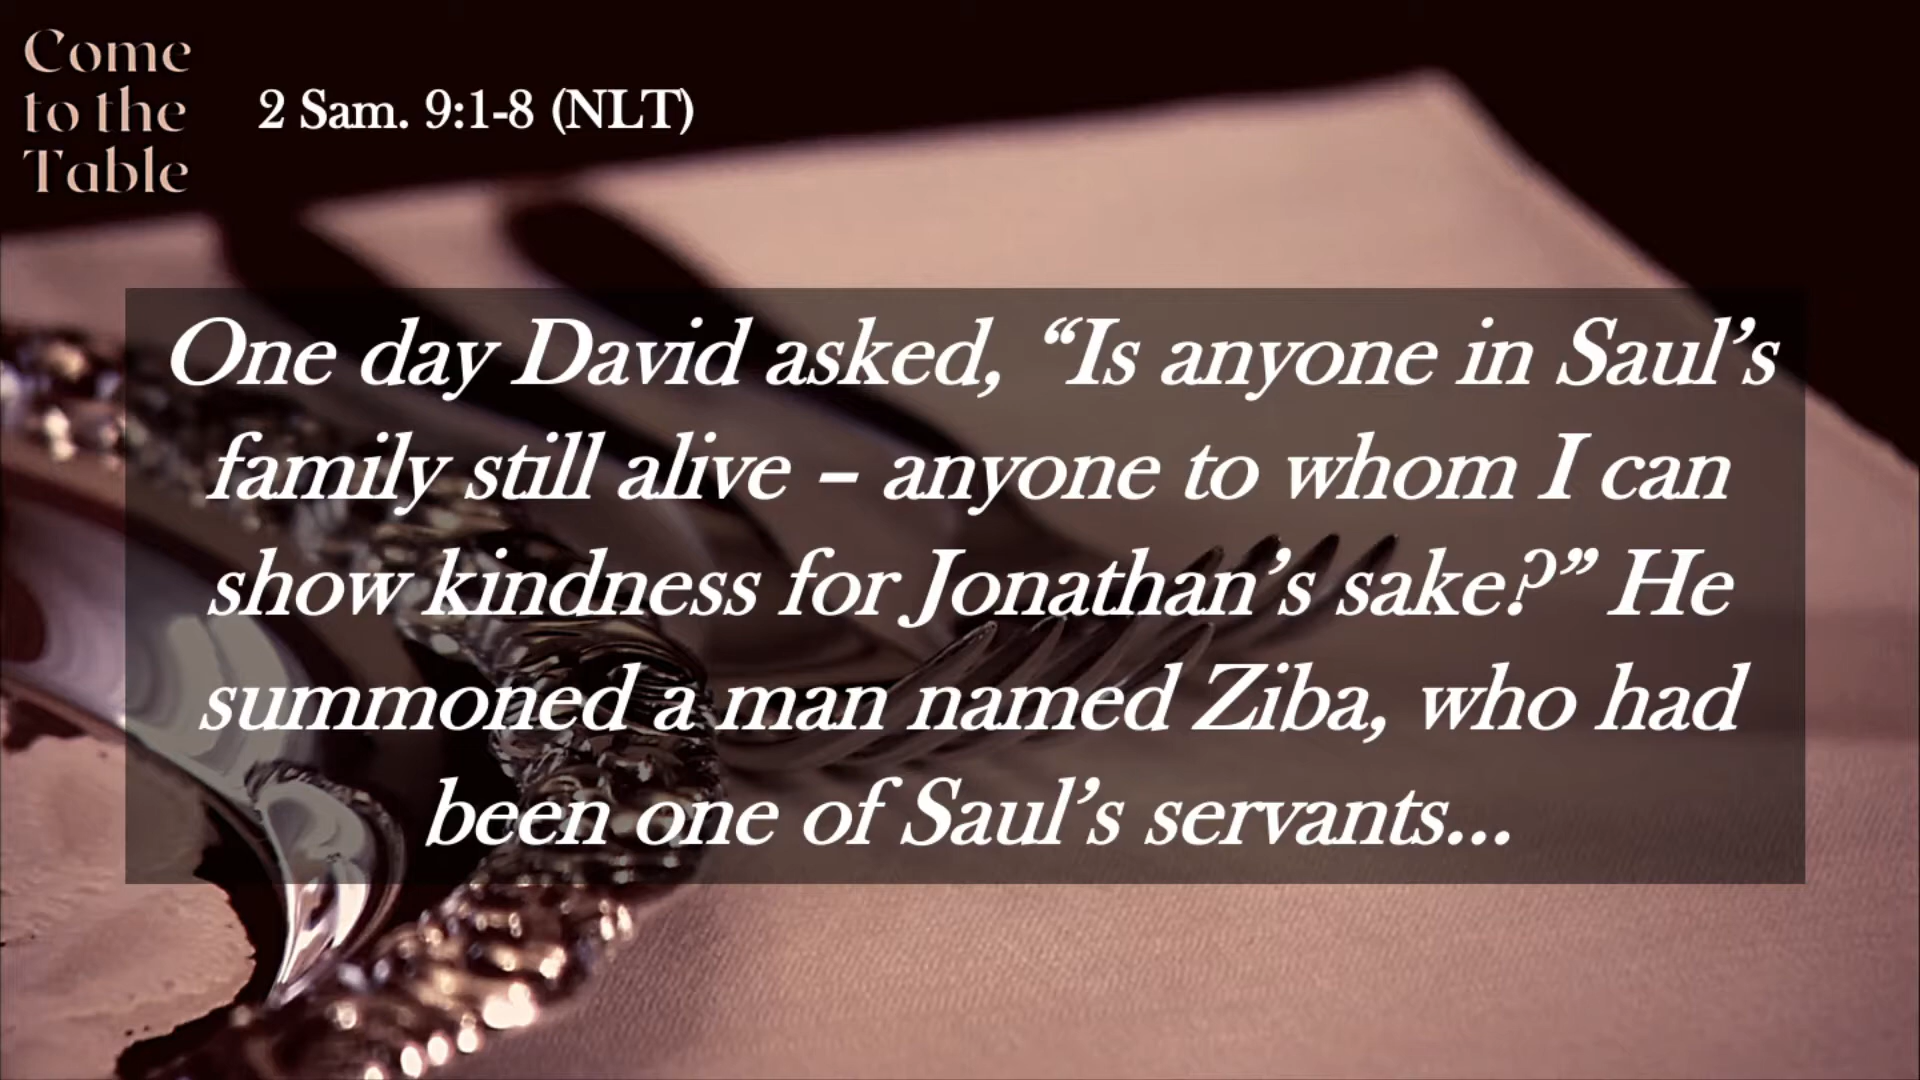 Come
to the
Table
2 Sam. 9:1-8 (NLT)
One day David asked, “Is anyone in Saul’s
family still alive – anyone to whom I can
show kindness for Jonathan’s sake?” He
summoned a man named Ziba, who had
been one of Saul’s servants...